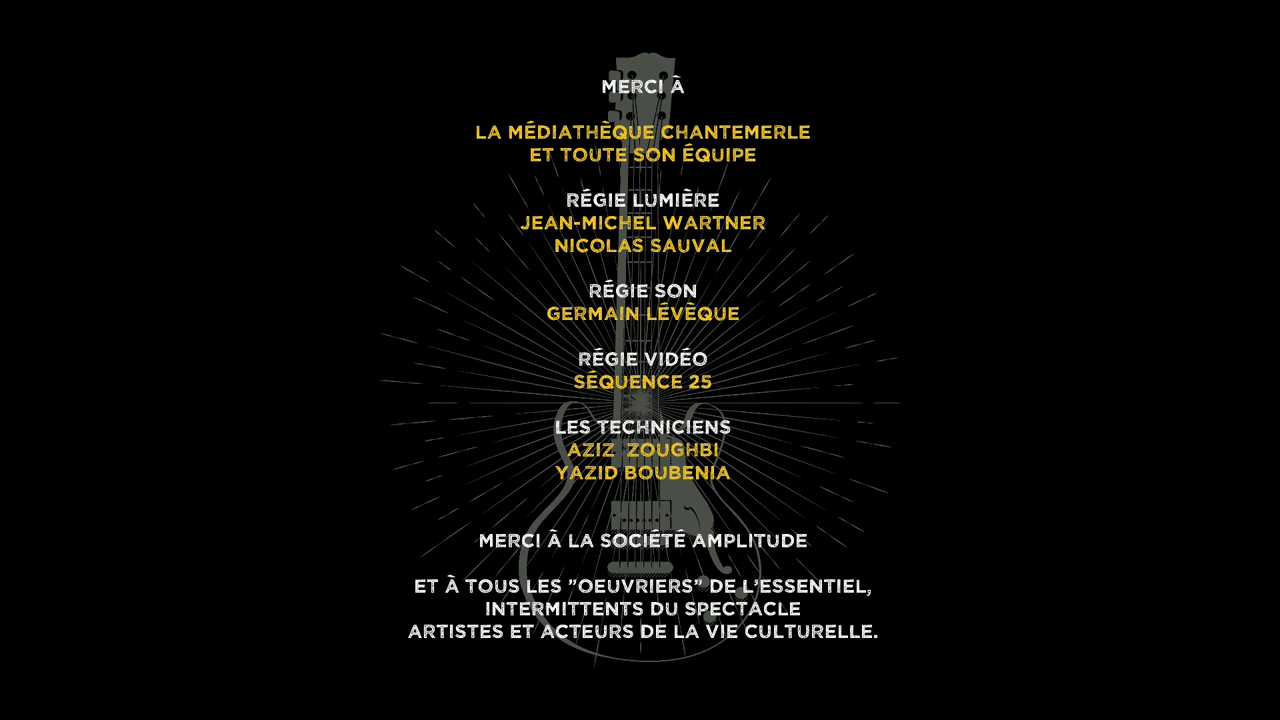 MERCI À
LA MÉDIATHÈQUE CHANTEMERLE
ET TOUTE SON ÉQUIPE
RÉGIE LUMIÈRE
JEAN-MICHEL WARTNER
NICOLAS SAUVAL
RÉGIE SON
GERMAIN LÉVÈQUE
RÉGIE VIDÉO
SÉQUENCE 25
LES TECHNICIENS
AZIZ ZOUGHBI
YAZID BOUBENIA
MERCI À LA SOCIÉTÉ AMPLITUDE
ET À TOUS LES ”OEUVRIERS” DE L’ESSENTIEL,
INTERMITTENTS DU SPECTACLE
ARTISTES ET ACTEURS DE LA VIE CULTURELLE.